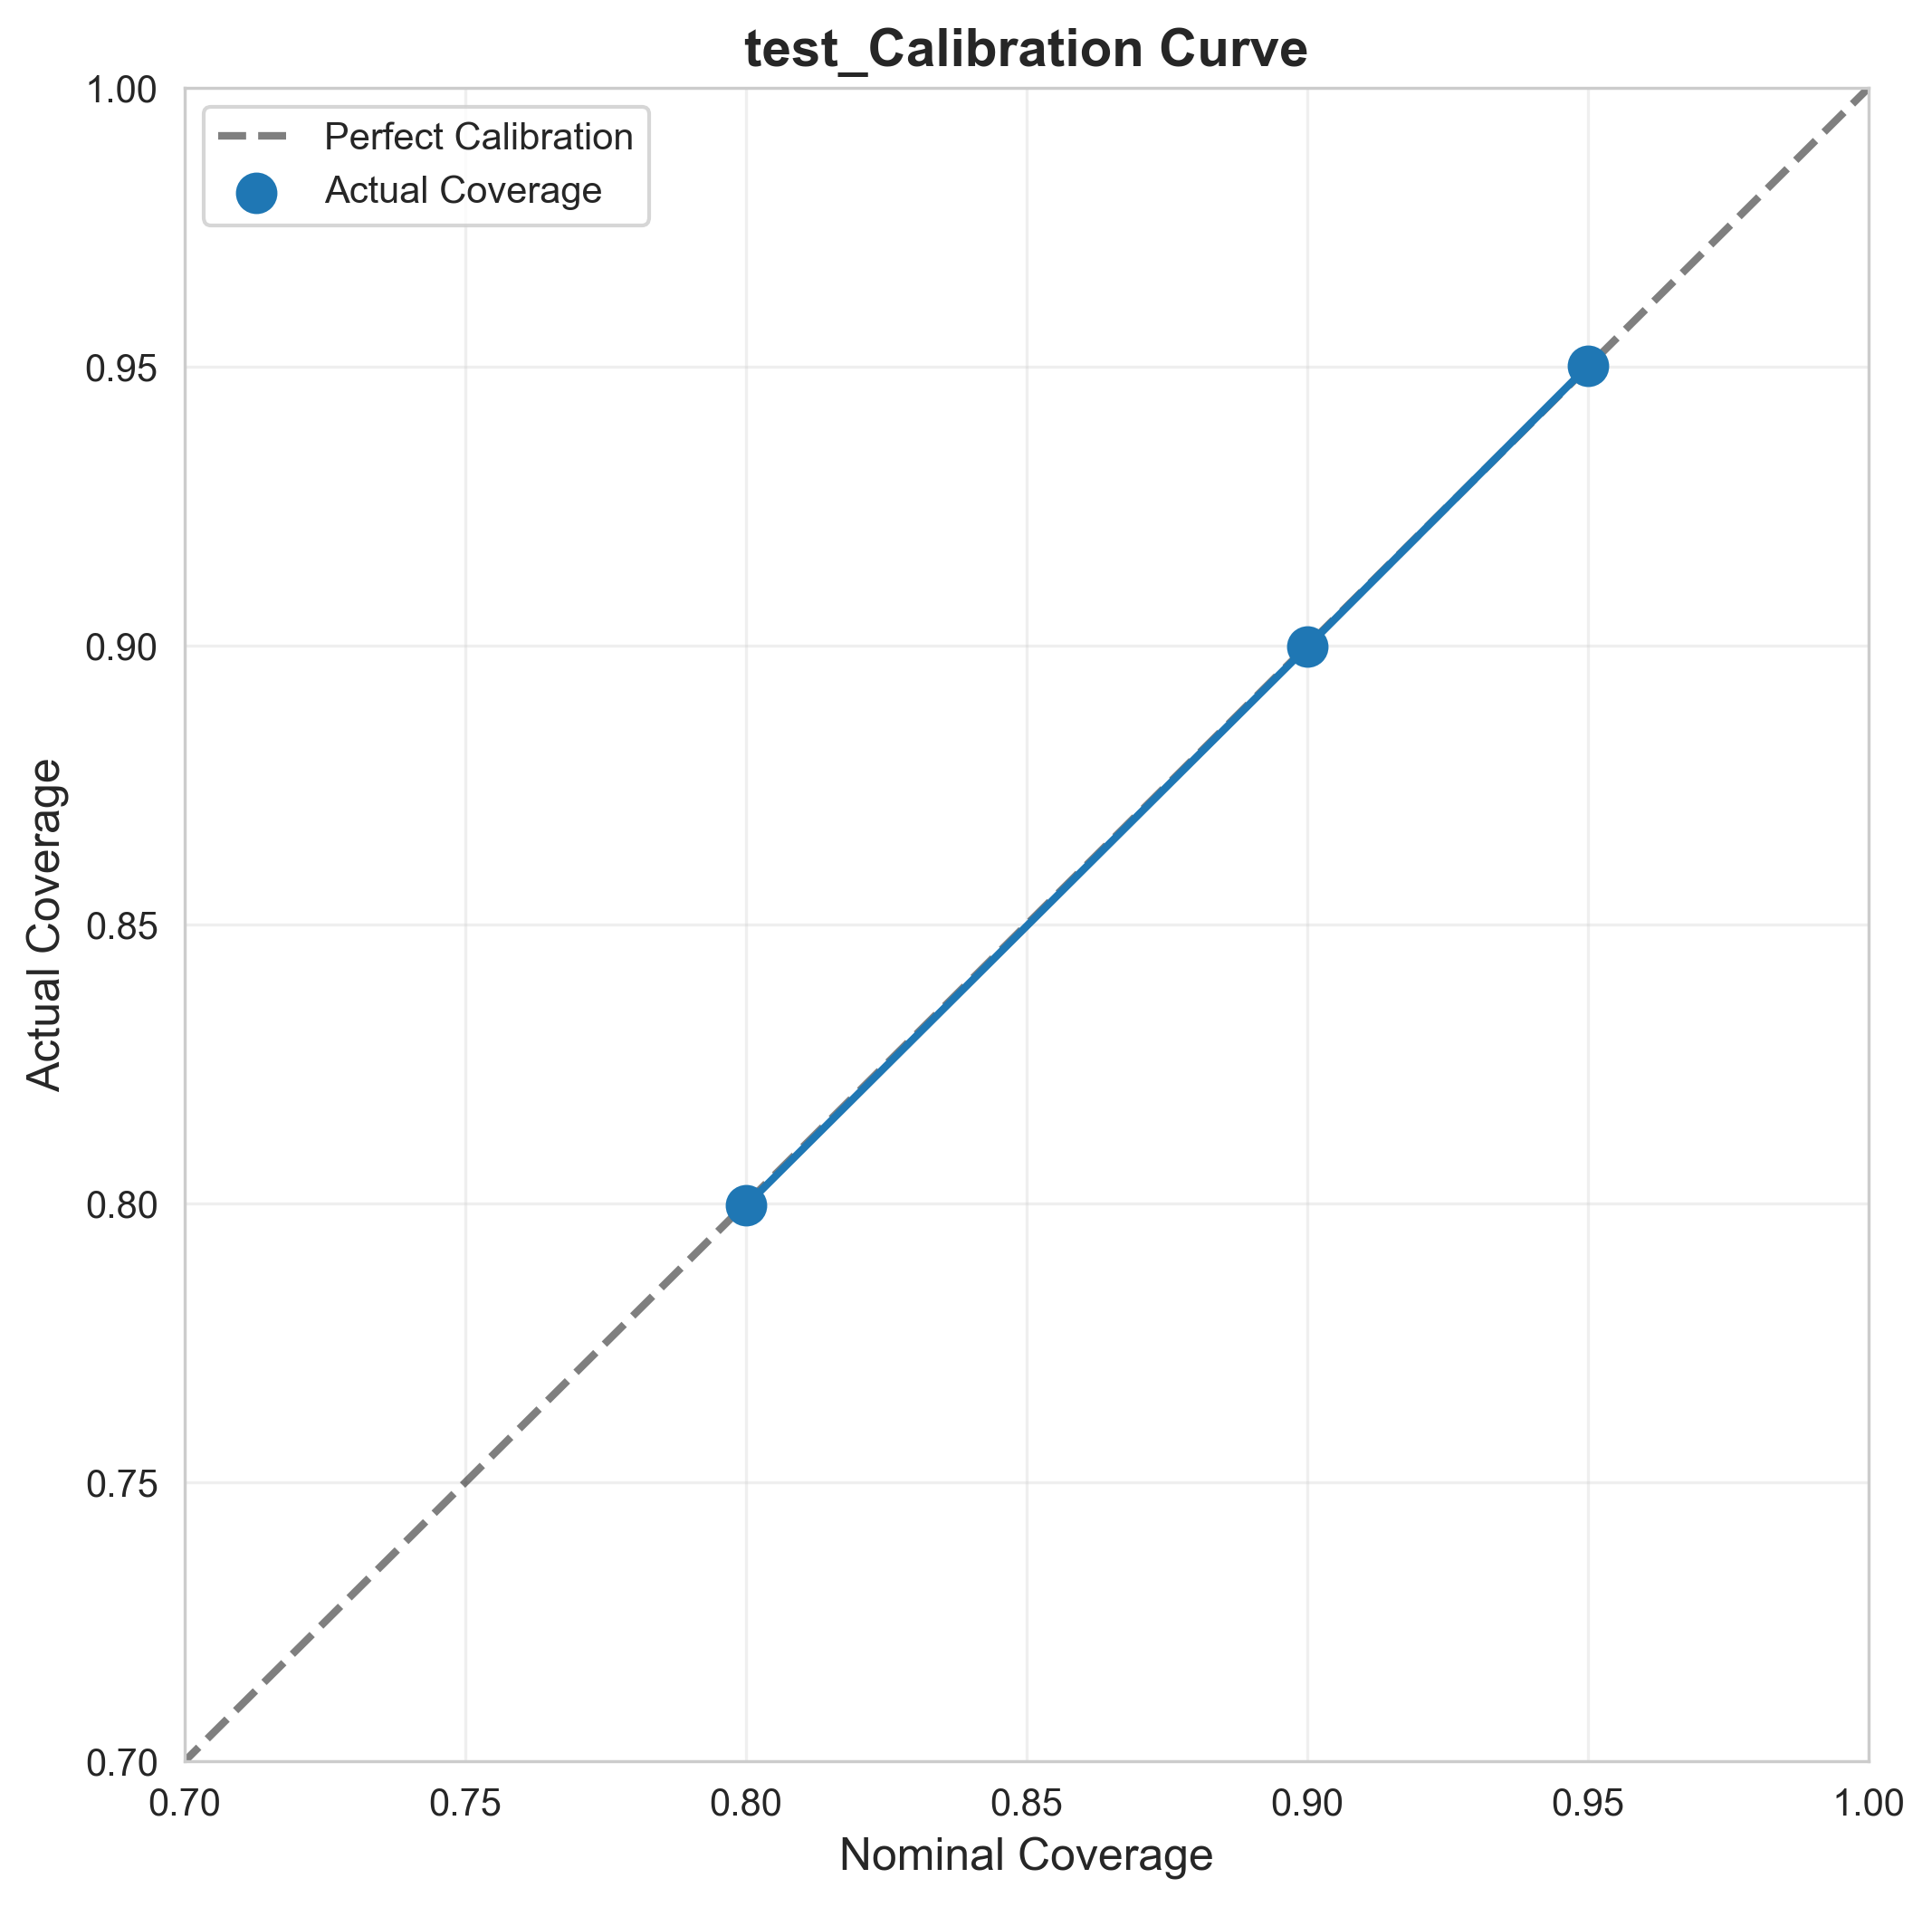 test_Calibration Curve
Perfect Calibration
Actual Coverage
1.00
0.95
0.90
0.85
0.80
0.75
0.70
Actual Coverage
0.70 0.75 0.80 0.85 0.90 0.95 1.00
Nominal Coverage